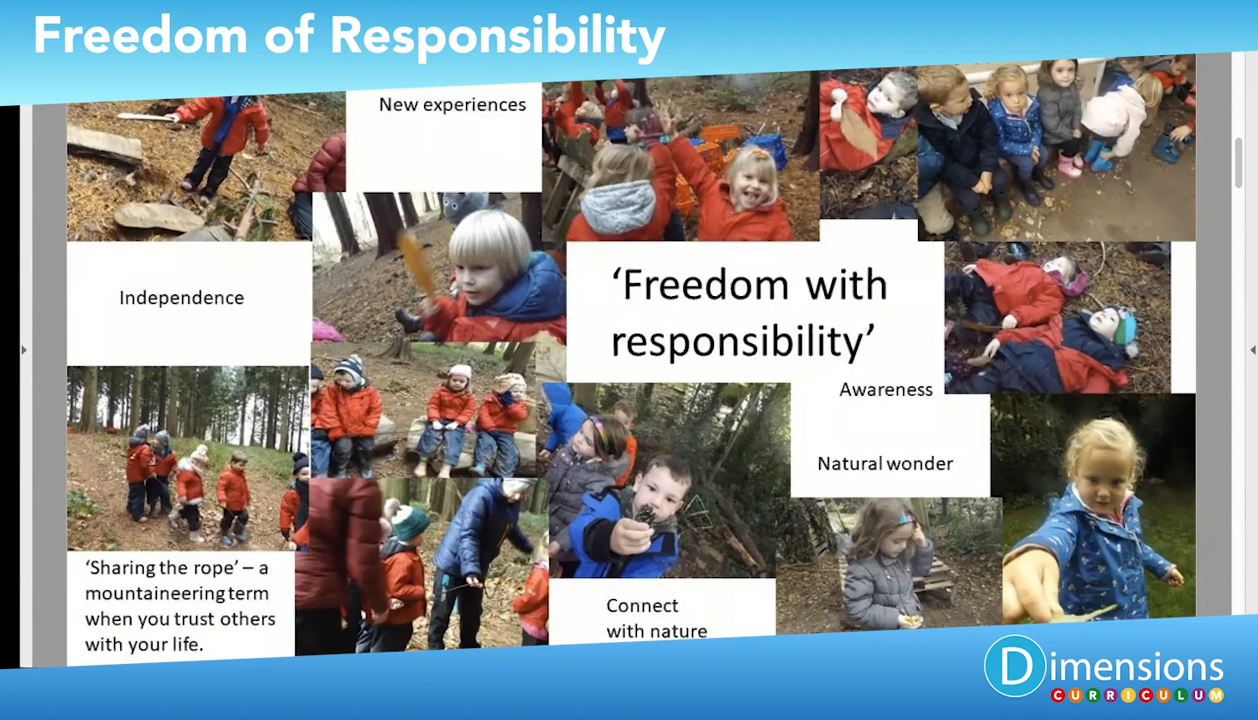 Freedom of Responsibility
New experiences
Independence
‘Freedom with
responsibility’
Awareness
Natural wonder
‘Sharing the rope’ – a
mountaineering term
when you trust others
with your life.
Connect
with nature
Dimensions
CURRICULUM